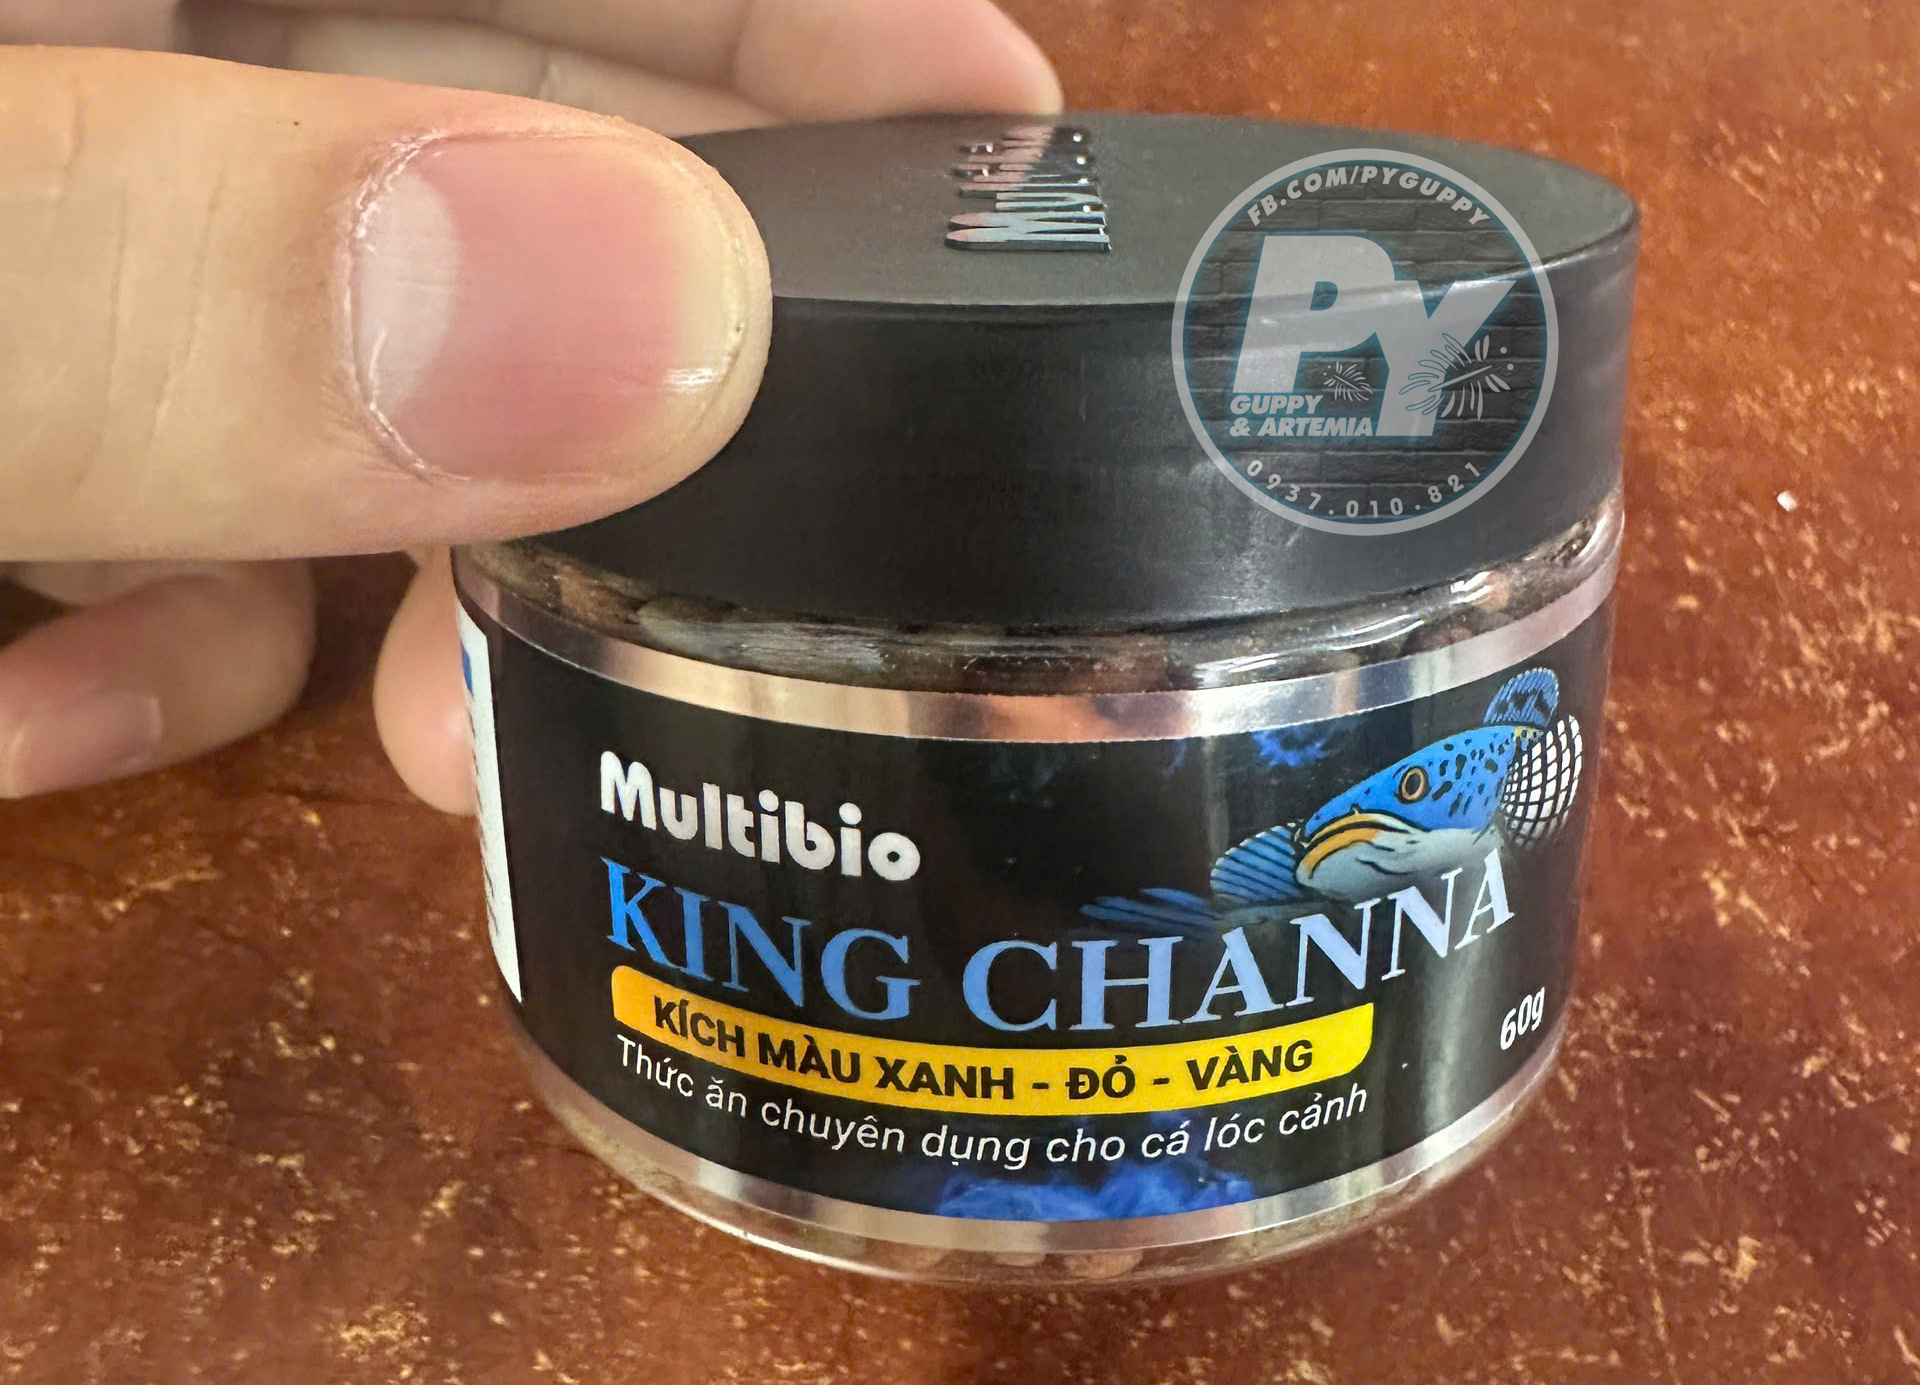 Multibio
FB.COM/PYGUPPY
PY
GUPPY
& ARTEMIA
0937.010.821
Multibio
KING CHANNA
KÍCH MÀU XANH - ĐỎ - VÀNG
Thức ăn chuyên dụng cho cá lóc cảnh
60g